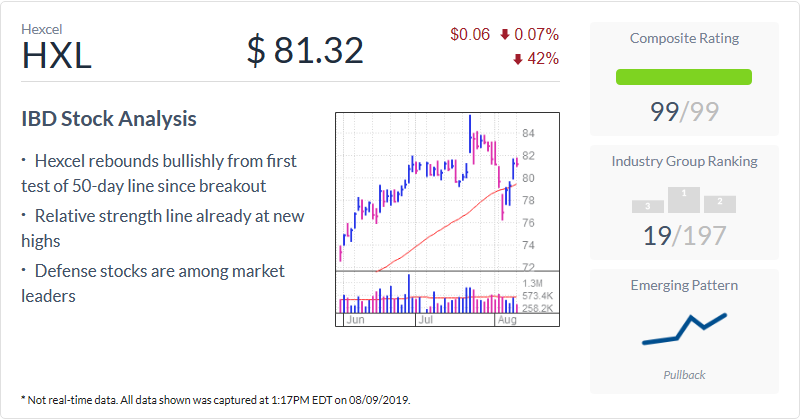 Hexcel
HXL
$ 81.32
$0.06 0.07%
42%
IBD Stock Analysis
· Hexcel rebounds bullishly from first
test of 50-day line since breakout
· Relative strength line already at new
highs
· Defense stocks are among market
leaders
84
82
80
78
76
74
72
1.3M
573.4K
258.2K
Jun Jul Aug
Composite Rating
99/99
Industry Group Ranking
3 1 2
19/197
Emerging Pattern
Pullback
* Not real-time data. All data shown was captured at 1:17PM EDT on 08/09/2019.